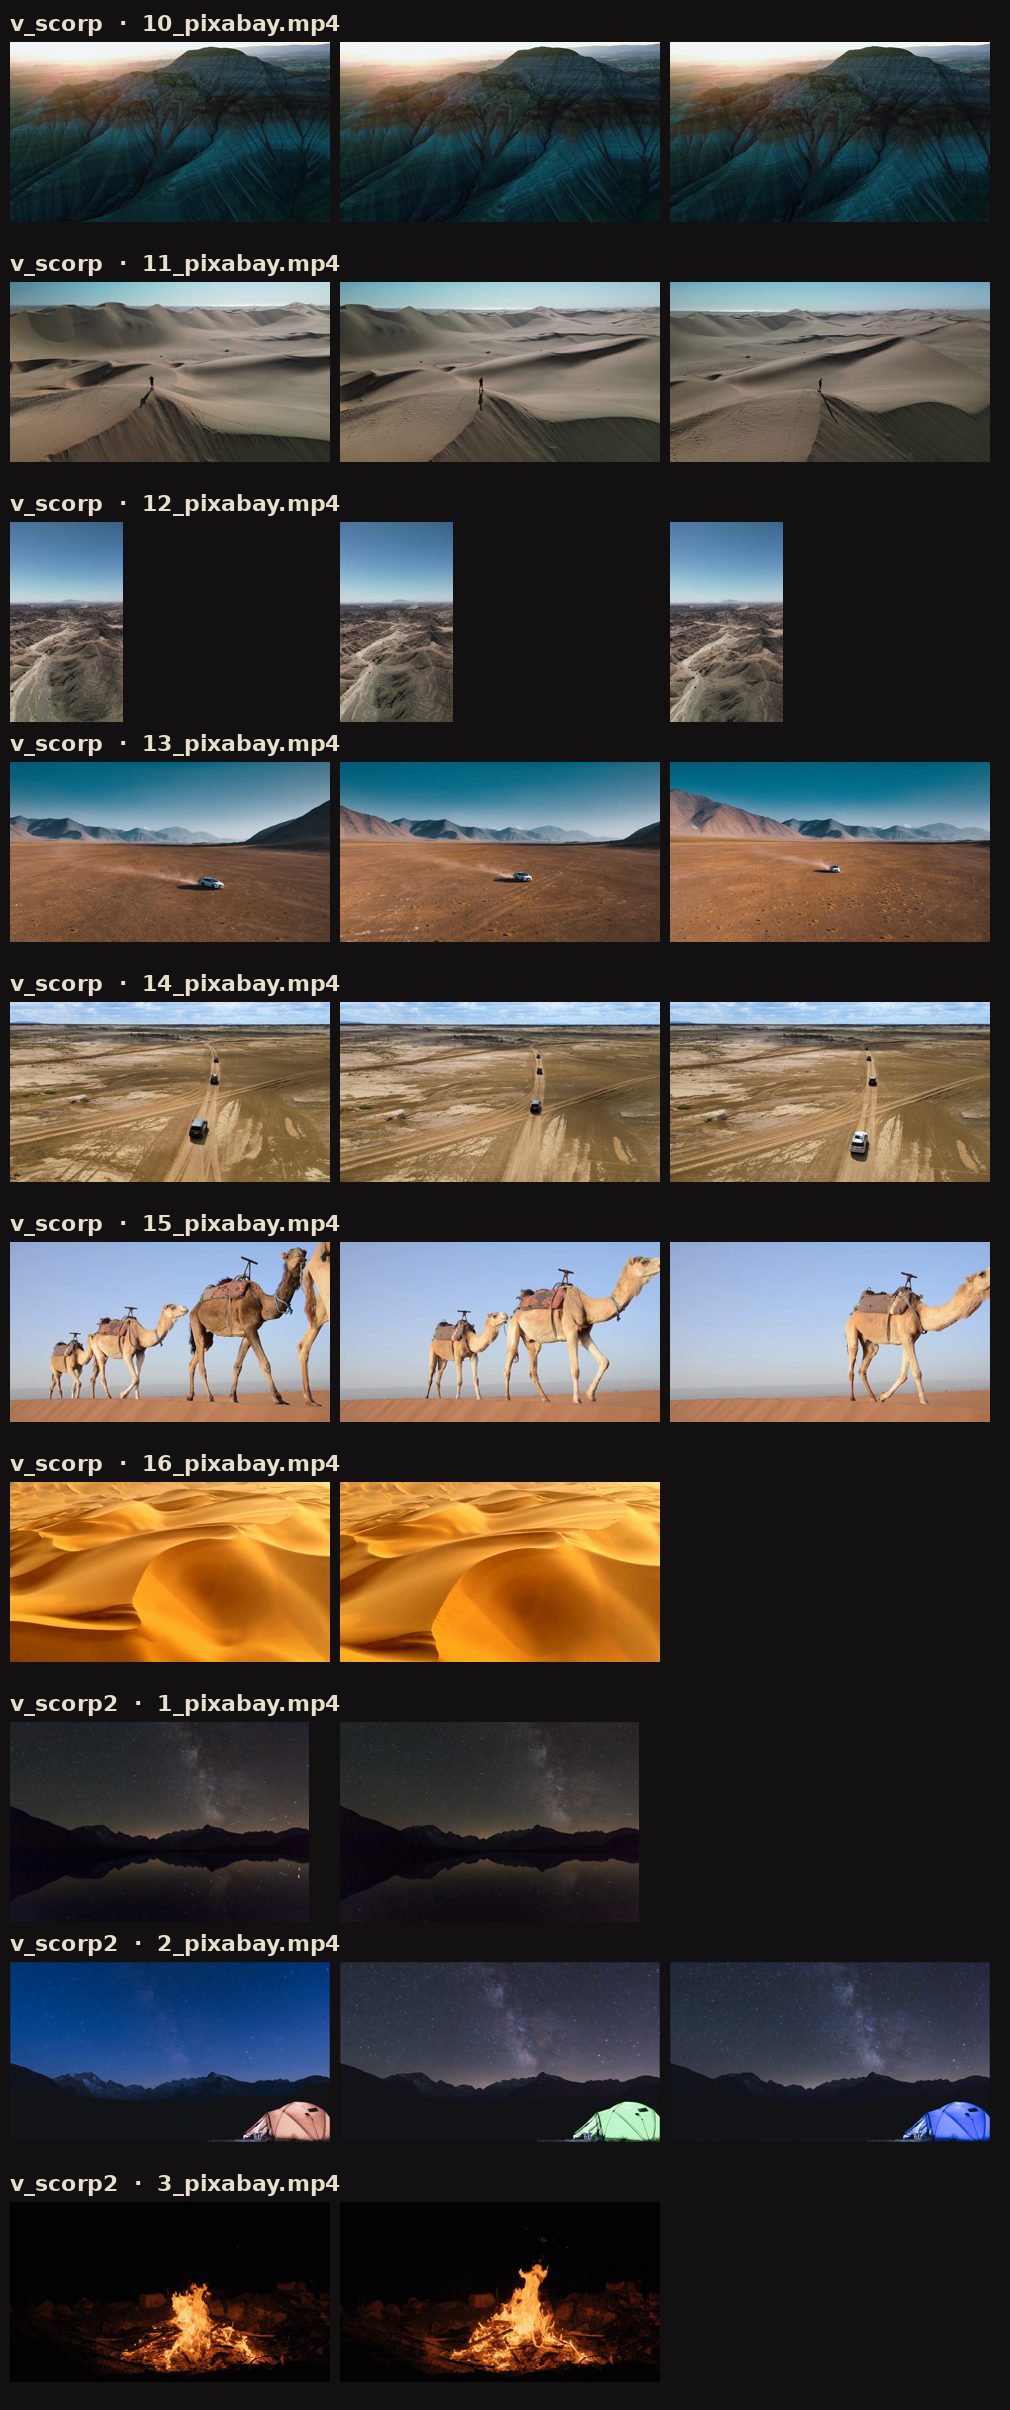 v_scorp · 10_pixabay.mp4
v_scorp · 11_pixabay.mp4
v_scorp · 12_pixabay.mp4
v_scorp · 13_pixabay.mp4
v_scorp · 14_pixabay.mp4
v_scorp · 15_pixabay.mp4
v_scorp · 16_pixabay.mp4
v_scorp2 · 1_pixabay.mp4
v_scorp2 · 2_pixabay.mp4
v_scorp2 · 3_pixabay.mp4